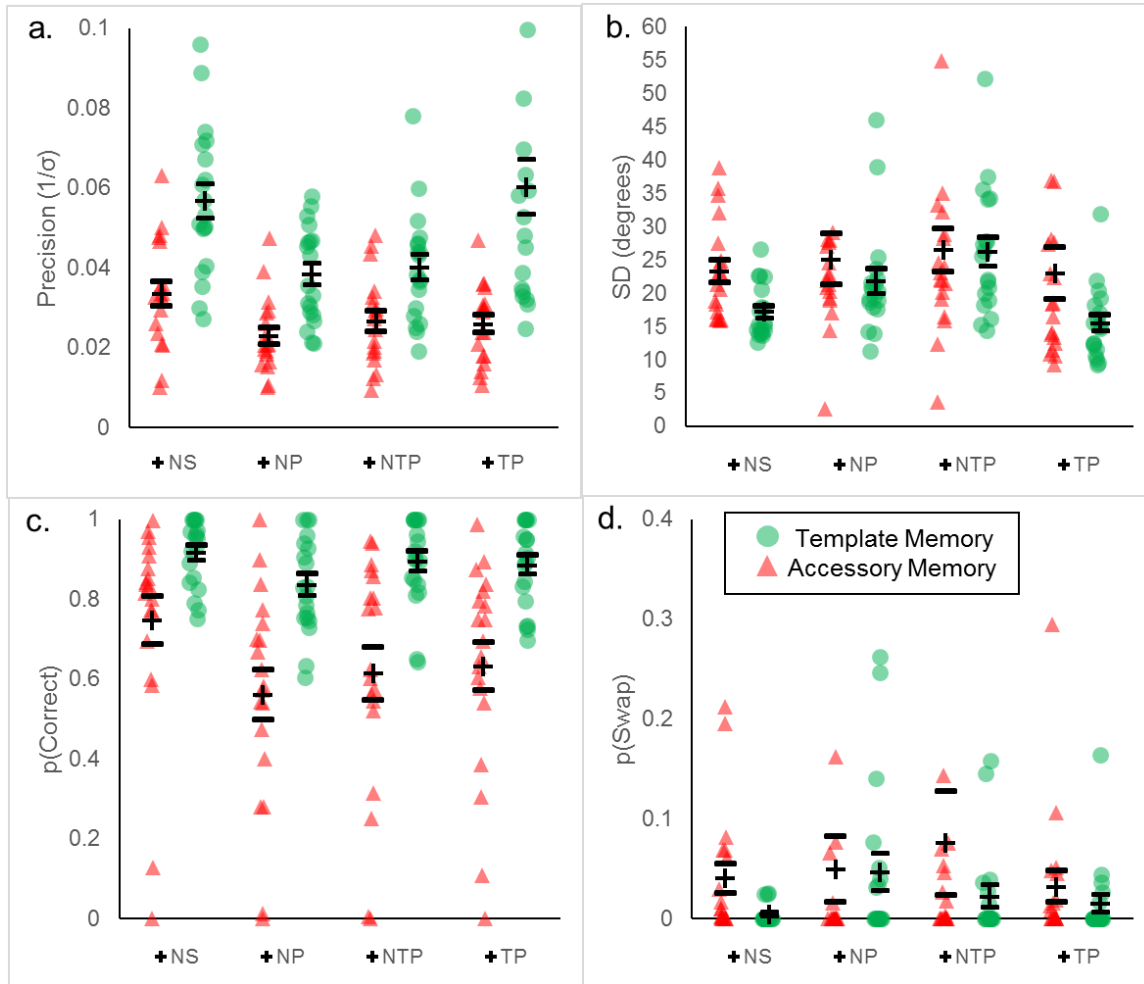 a.
Precision (1/σ)
0.1
0.08
0.06
0.04
0.02
0
NS NP NTP TP
b.
SD (degrees)
60
55
50
45
40
35
30
25
20
15
10
5
0
NS NP NTP TP
c.
p(Correct)
1
0.8
0.6
0.4
0.2
0
NS NP NTP TP
d.
p(Swap)
0.4
0.3
0.2
0.1
0
Template Memory
Accessory Memory
NS NP NTP TP